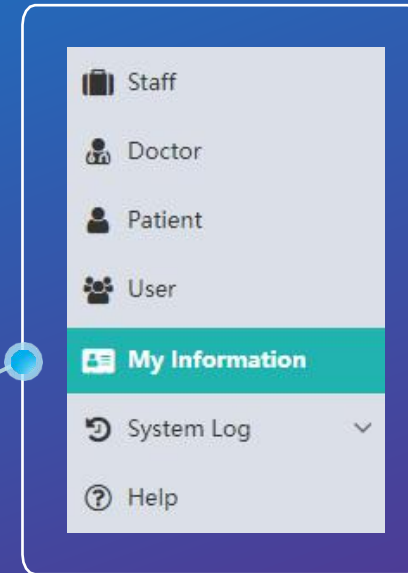 Staff
Doctor
Patient
User
My Information
System Log
Help